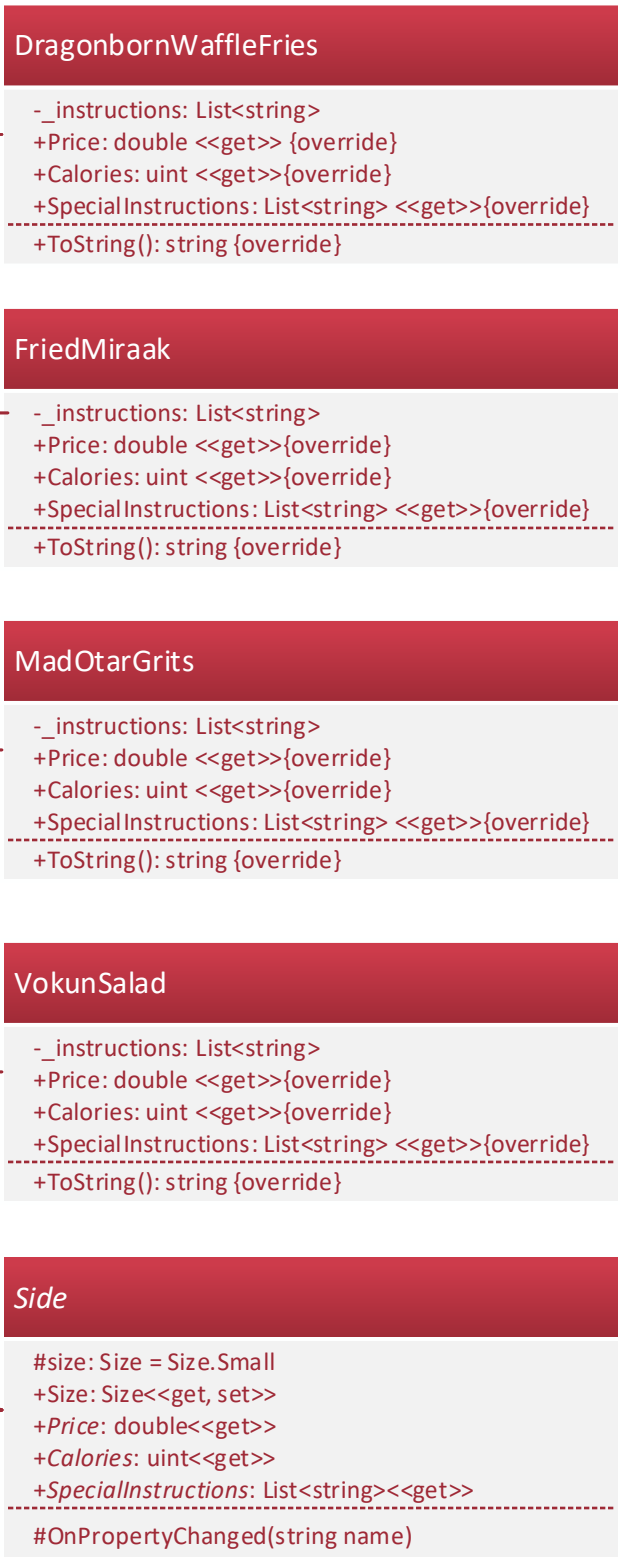 DragonbornWaffleFries
-_instructions: List<string>
+Price: double <<get>> {override}
+Calories: uint <<get>>{override}
+SpecialInstructions: List<string> <<get>>{override}
+ToString(): string {override}
FriedMiraak
-_instructions: List<string>
+Price: double <<get>>{override}
+Calories: uint <<get>>{override}
+SpecialInstructions: List<string> <<get>>{override}
+ToString(): string {override}
MadOtarGrits
-_instructions: List<string>
+Price: double <<get>>{override}
+Calories: uint <<get>>{override}
+SpecialInstructions: List<string> <<get>>{override}
+ToString(): string {override}
VokunSalad
-_instructions: List<string>
+Price: double <<get>>{override}
+Calories: uint <<get>>{override}
+SpecialInstructions: List<string> <<get>>{override}
+ToString(): string {override}
Side
#size: Size = Size.Small
+Size: Size<<get, set>>
+Price: double<<get>>
+Calories: uint<<get>>
+SpecialInstructions: List<string><<get>>
#OnPropertyChanged(string name)